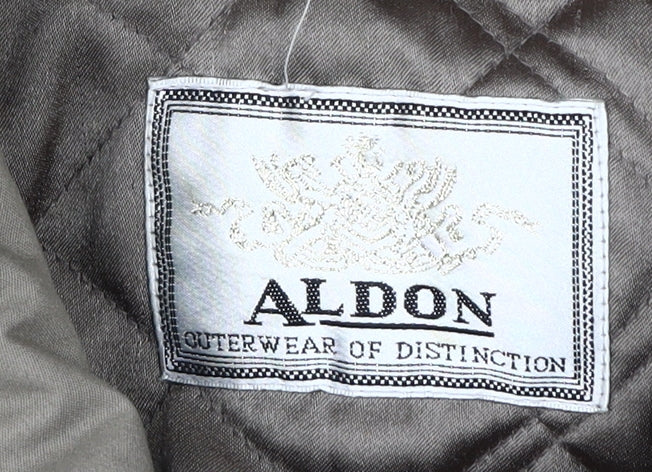 ALDON
OUTERWEAR OF DISTINCTION